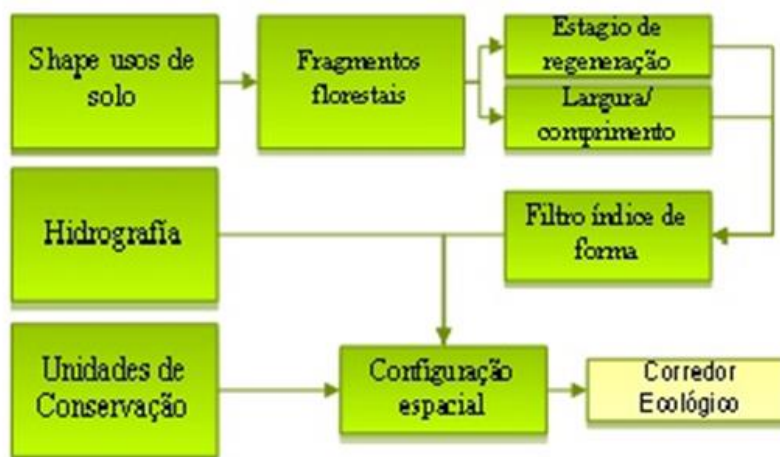 Shape usos de
solo
Fragmentos
florestais
Estagio de
regeneração
Largura/
comprimento
Hidrografía
Filtro índice de
forma
Unidades de
Conservação
Configuração
espacial
Corredor
Ecológico